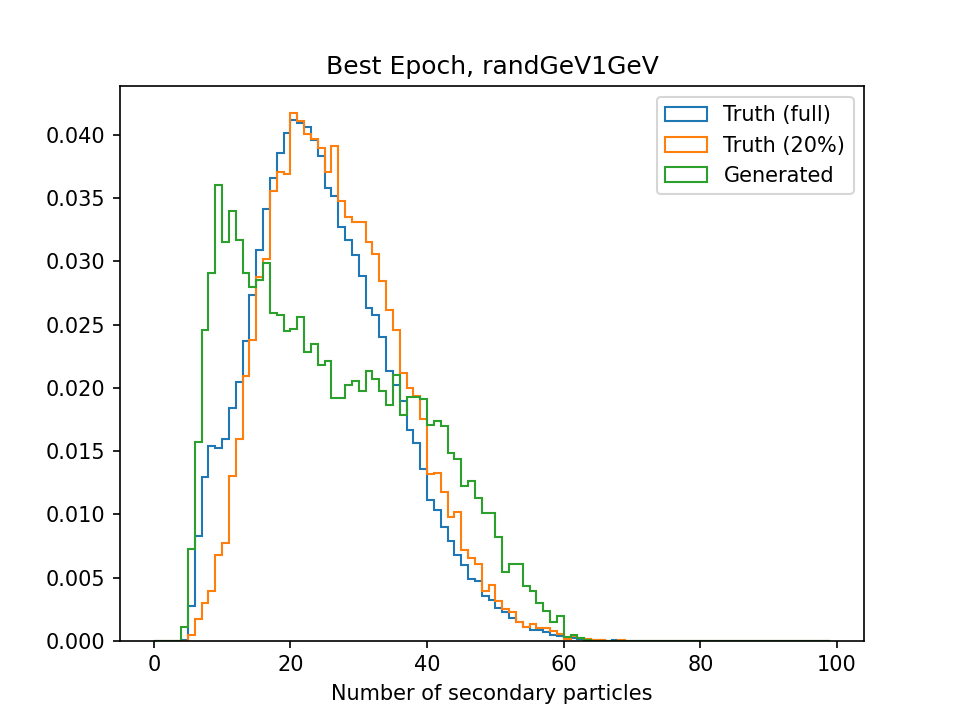 Best Epoch, randGeV1GeV
Truth (full)
Truth (20%)
Generated
0.040
0.035
0.030
0.025
0.020
0.015
0.010
0.005
0.000
0 20 40 60 80 100
Number of secondary particles